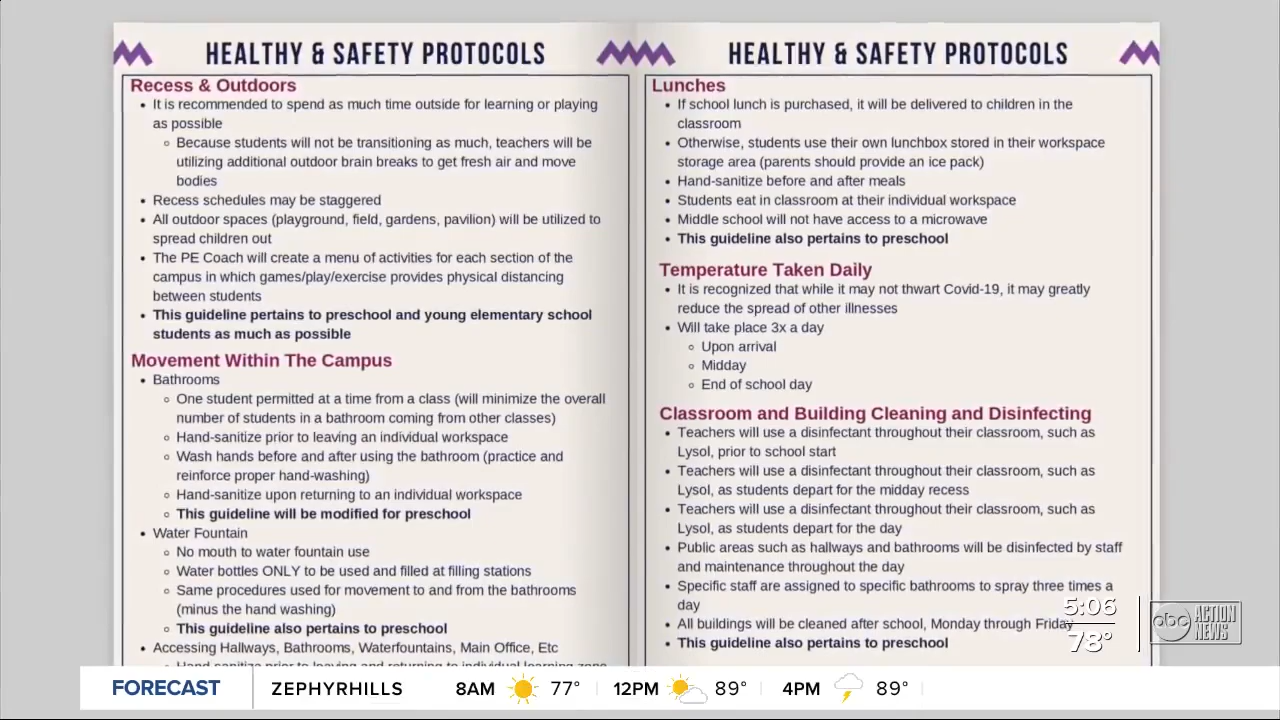 HEALTHY & SAFETY PROTOCOLS
Recess & Outdoors
• It is recommended to spend as much time outside for learning or playing
as possible
◦ Because students will not be transitioning as much, teachers will be
utilizing additional outdoor brain breaks to get fresh air and move
bodies
• Recess schedules may be staggered
• All outdoor spaces (playground, field, gardens, pavilion) will be utilized to
spread children out
• The PE Coach will create a menu of activities for each section of the
campus in which games/play/exercise provides physical distancing
between students
• This guideline pertains to preschool and young elementary school
students as much as possible
Movement Within The Campus
• Bathrooms
◦ One student permitted at a time from a class (will minimize the overall
number of students in a bathroom coming from other classes)
◦ Hand-sanitize prior to leaving an individual workspace
◦ Wash hands before and after using the bathroom (practice and
reinforce proper hand-washing)
◦ Hand-sanitize upon returning to an individual workspace
◦ This guideline will be modified for preschool
• Water Fountain
◦ No mouth to water fountain use
◦ Water bottles ONLY to be used and filled at filling stations
◦ Same procedures used for movement to and from the bathrooms
(minus the hand washing)
◦ This guideline also pertains to preschool
• Accessing Hallways, Bathrooms, Waterfountains, Main Office, Etc
◦ Hand-sanitize prior to leaving and returning to individual learning zone
HEALTHY & SAFETY PROTOCOLS
Lunches
• If school lunch is purchased, it will be delivered to children in the
classroom
• Otherwise, students use their own lunchbox stored in their workspace
storage area (parents should provide an ice pack)
• Hand-sanitize before and after meals
• Students eat in classroom at their individual workspace
• Middle school will not have access to a microwave
• This guideline also pertains to preschool
Temperature Taken Daily
• It is recognized that while it may not thwart Covid-19, it may greatly
reduce the spread of other illnesses
• Will take place 3x a day
◦ Upon arrival
◦ Midday
◦ End of school day
Classroom and Building Cleaning and Disinfecting
• Teachers will use a disinfectant throughout their classroom, such as
Lysol, prior to school start
• Teachers will use a disinfectant throughout their classroom, such as
Lysol, as students depart for the midday recess
• Teachers will use a disinfectant throughout their classroom, such as
Lysol, as students depart for the day
• Public areas such as hallways and bathrooms will be disinfected by staff
and maintenance throughout the day
• Specific staff are assigned to specific bathrooms to spray three times a
day
• All buildings will be cleaned after school, Monday through Friday
• This guideline also pertains to preschool
5:06
78°
abc ACTION NEWS
FORECAST ZEPHYRHILLS 8AM 77° 12PM 89° 4PM 89°